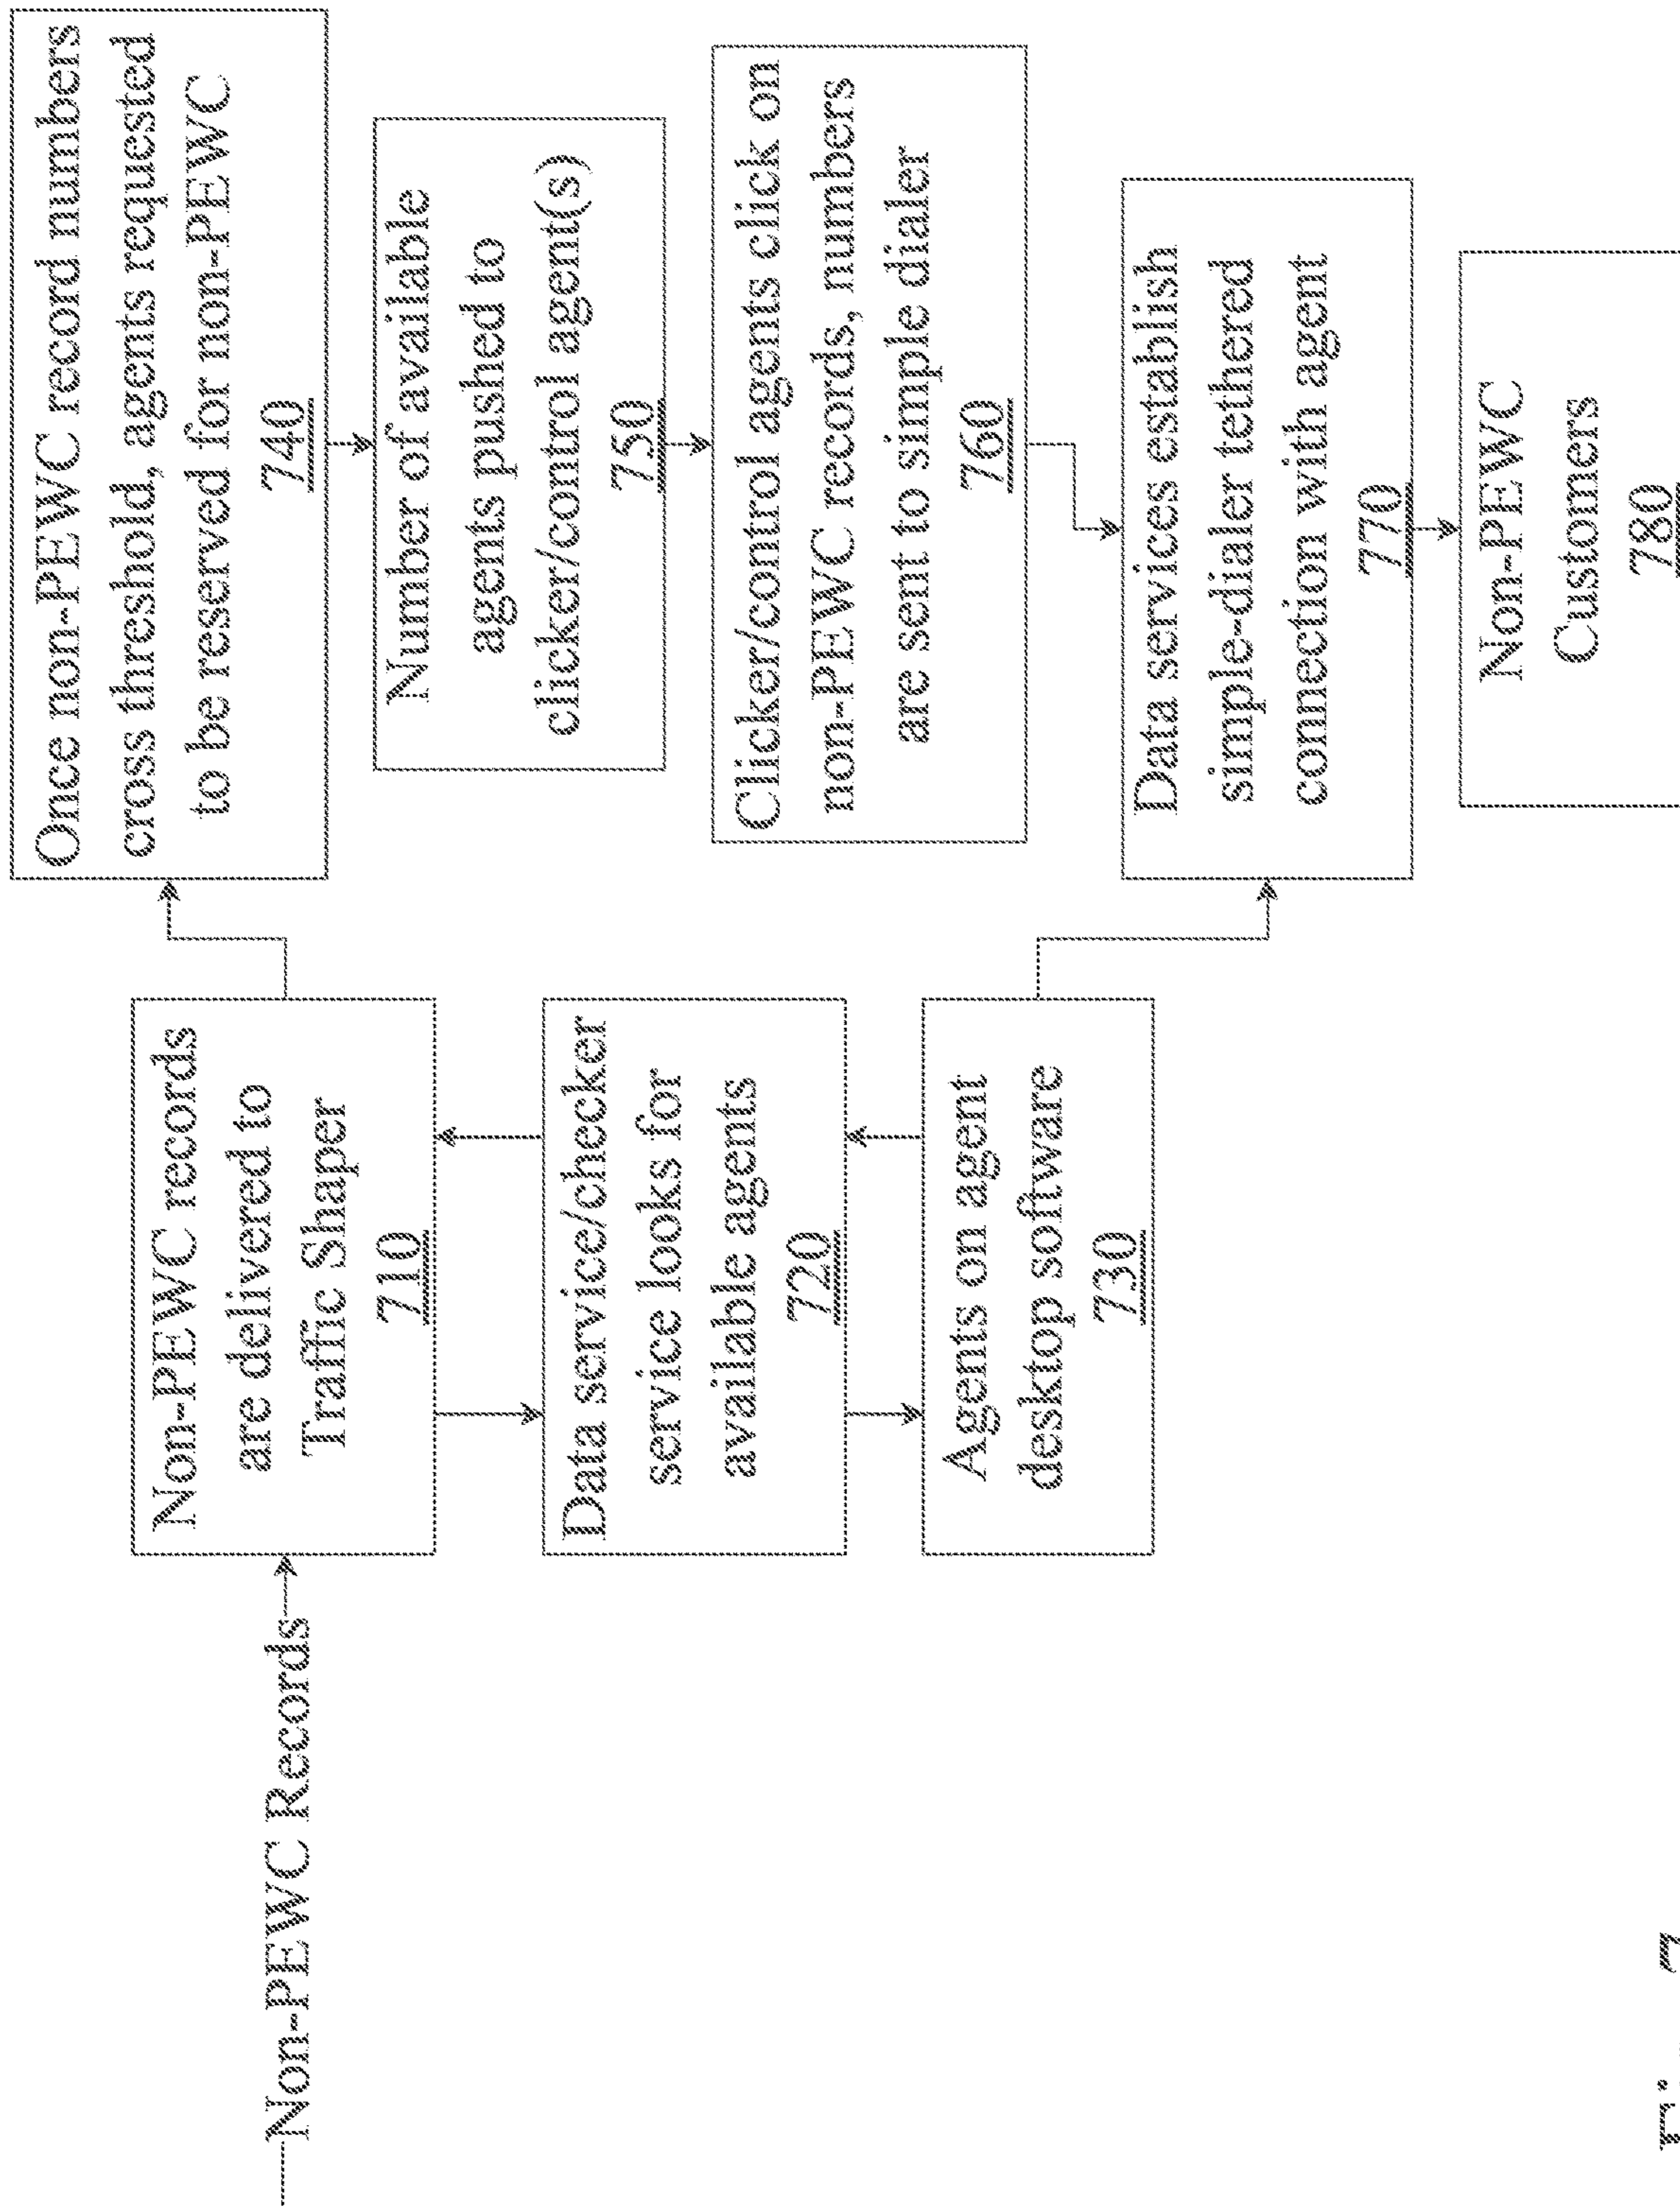 Non-PEWC Records
Non-PEWC records
are delivered to
Traffic Shaper
710
Data service/checker
service looks for
available agents
720
Agents on agent
desktop software
730
Once non-PEWC record numbers
cross threshold, agents requested
to be reserved for non-PEWC
740
Number of available
agents pushed to
clicker/control agent(s)
750
Clicker/control agents click on
non-PEWC records, numbers
are sent to simple dialer
760
Data services establish
simple-dialer tethered
connection with agent
770
Non-PEWC
Customers
780